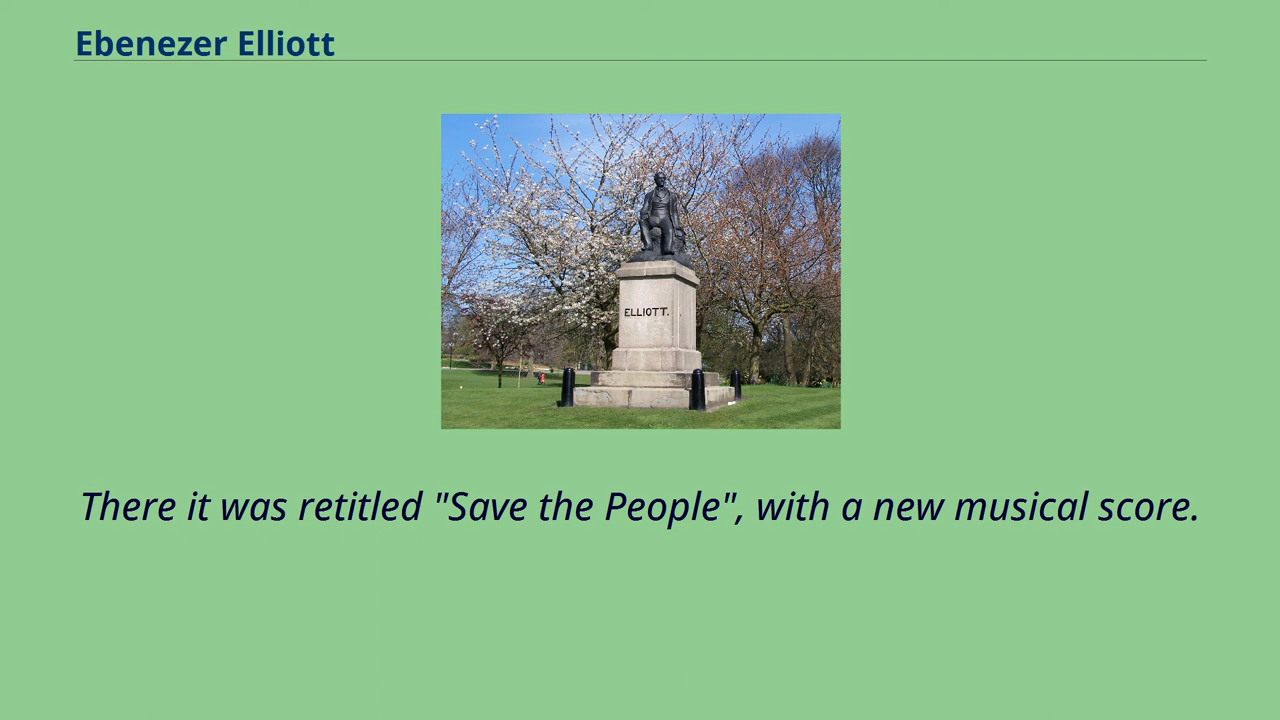 Ebenezer Elliott
ELLIOTT.
There it was retitled "Save the People", with a new musical score.